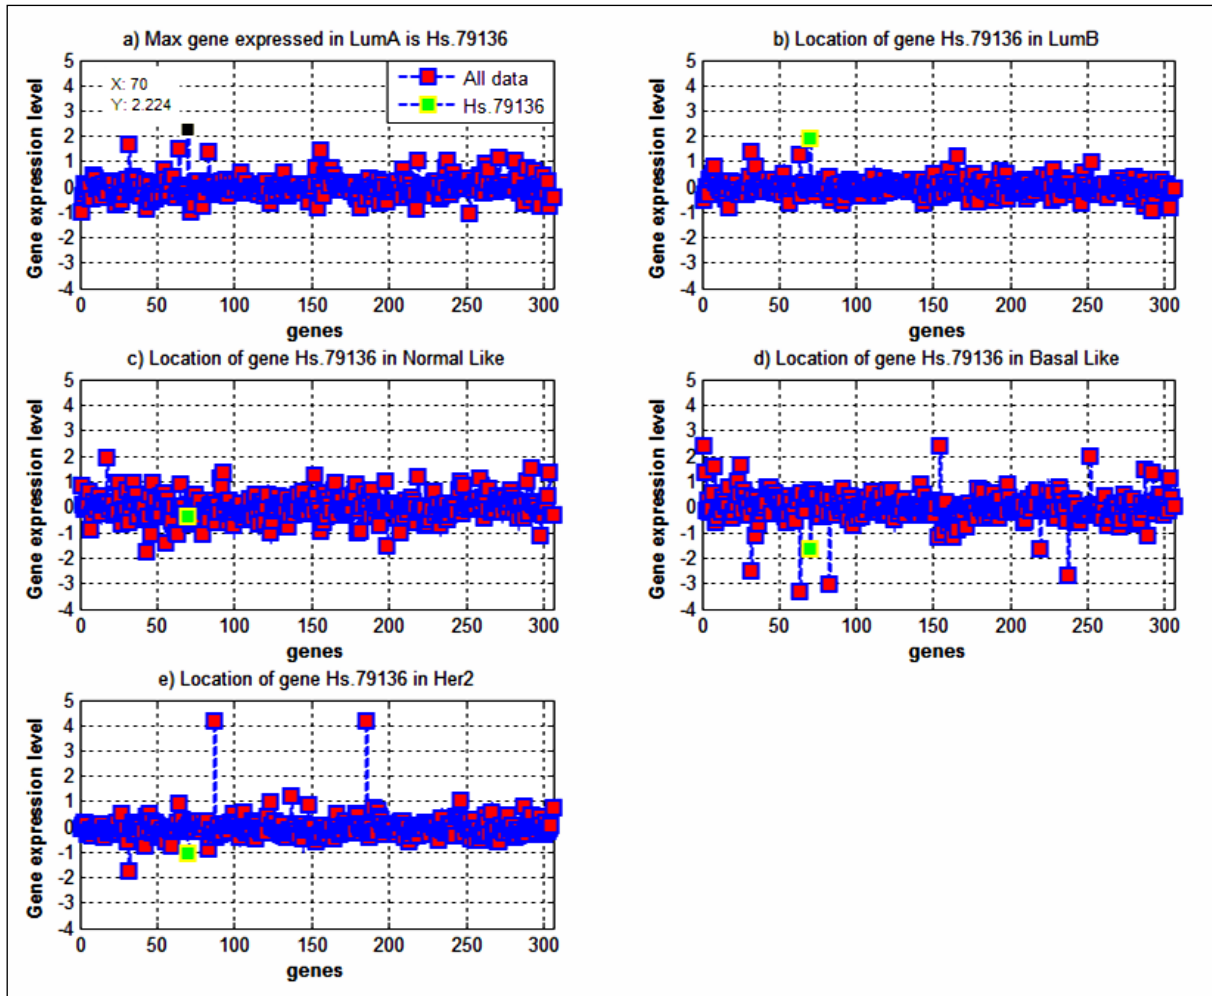 a) Max gene expressed in LumA is Hs.79136
X: 70
Y: 2.224
All data
Hs.79136
5
4
3
2
1
0
-1
-2
-3
-4
Gene expression level
0 50 100 150 200 250 300
genes
b) Location of gene Hs.79136 in LumB
5
4
3
2
1
0
-1
-2
-3
-4
Gene expression level
0 50 100 150 200 250 300
genes
c) Location of gene Hs.79136 in Normal Like
5
4
3
2
1
0
-1
-2
-3
-4
Gene expression level
0 50 100 150 200 250 300
genes
d) Location of gene Hs.79136 in Basal Like
5
4
3
2
1
0
-1
-2
-3
-4
Gene expression level
0 50 100 150 200 250 300
genes
e) Location of gene Hs.79136 in Her2
5
4
3
2
1
0
-1
-2
-3
-4
Gene expression level
0 50 100 150 200 250 300
genes